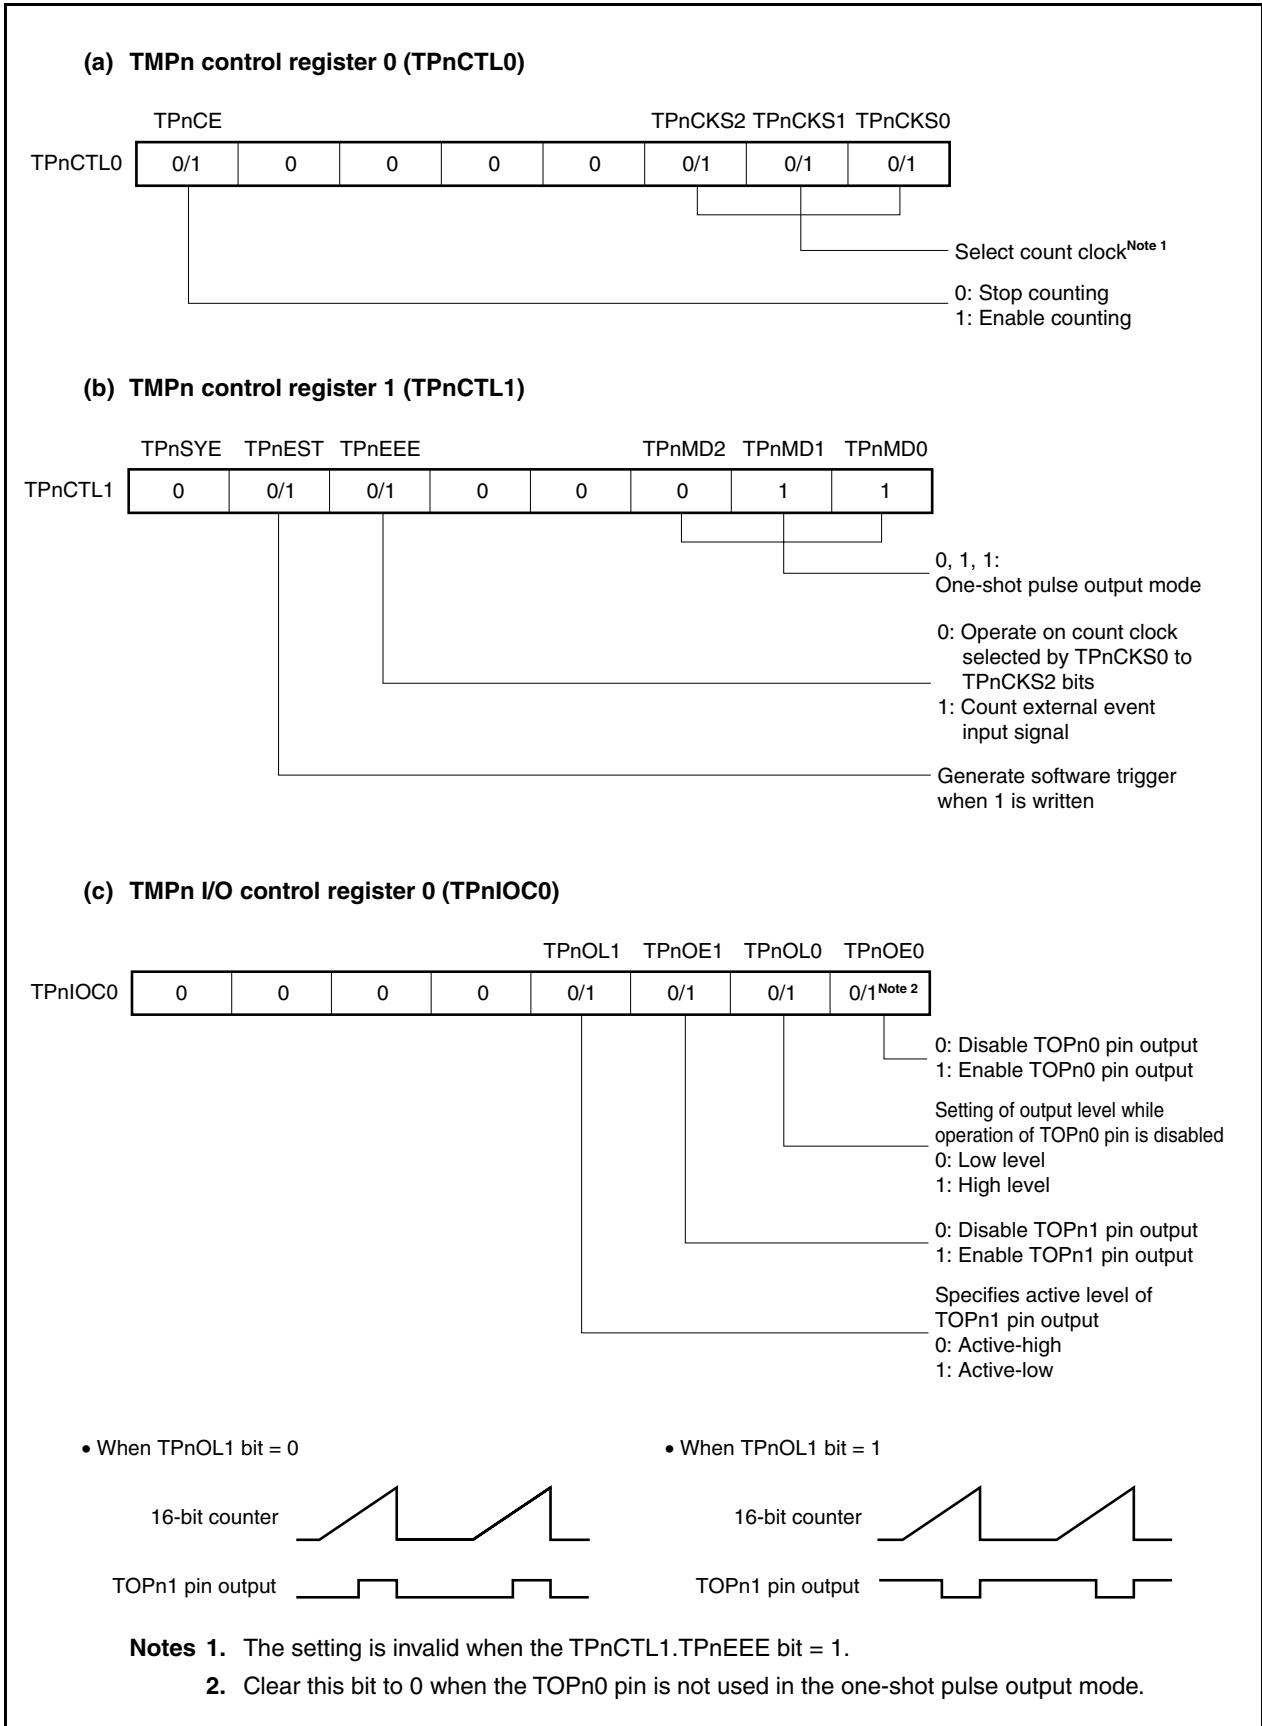 (a) TMPn control register 0 (TPnCTL0)
TPnCE TPnCKS2 TPnCKS1 TPnCKS0
TPnCTL0 0/1 0 0 0 0 0/1 0/1 0/1
Select count clock Note 1
0: Stop counting
1: Enable counting
(b) TMPn control register 1 (TPnCTL1)
TPnSYE TPnEST TPnEEE TPnMD2 TPnMD1 TPnMD0
TPnCTL1 0 0/1 0/1 0 0 0 1 1
0, 1, 1:
One-shot pulse output mode
0: Operate on count clock
selected by TPnCKS0 to
TPnCKS2 bits
1: Count external event
input signal
Generate software trigger
when 1 is written
(c) TMPn I/O control register 0 (TPnIOC0)
TPnOL1 TPnOE1 TPnOL0 TPnOE0
TPnIOC0 0 0 0 0 0/1 0/1 0/1 0/1 Note 2
0: Disable TOPn0 pin output
1: Enable TOPn0 pin output
Setting of output level while
operation of TOPn0 pin is disabled
0: Low level
1: High level
0: Disable TOPn1 pin output
1: Enable TOPn1 pin output
Specifies active level of
TOPn1 pin output
0: Active-high
1: Active-low
• When TPnOL1 bit = 0
16-bit counter
TOPn1 pin output
• When TPnOL1 bit = 1
16-bit counter
TOPn1 pin output
Notes 1. The setting is invalid when the TPnCTL1.TPnEEE bit = 1.
2. Clear this bit to 0 when the TOPn0 pin is not used in the one-shot pulse output mode.